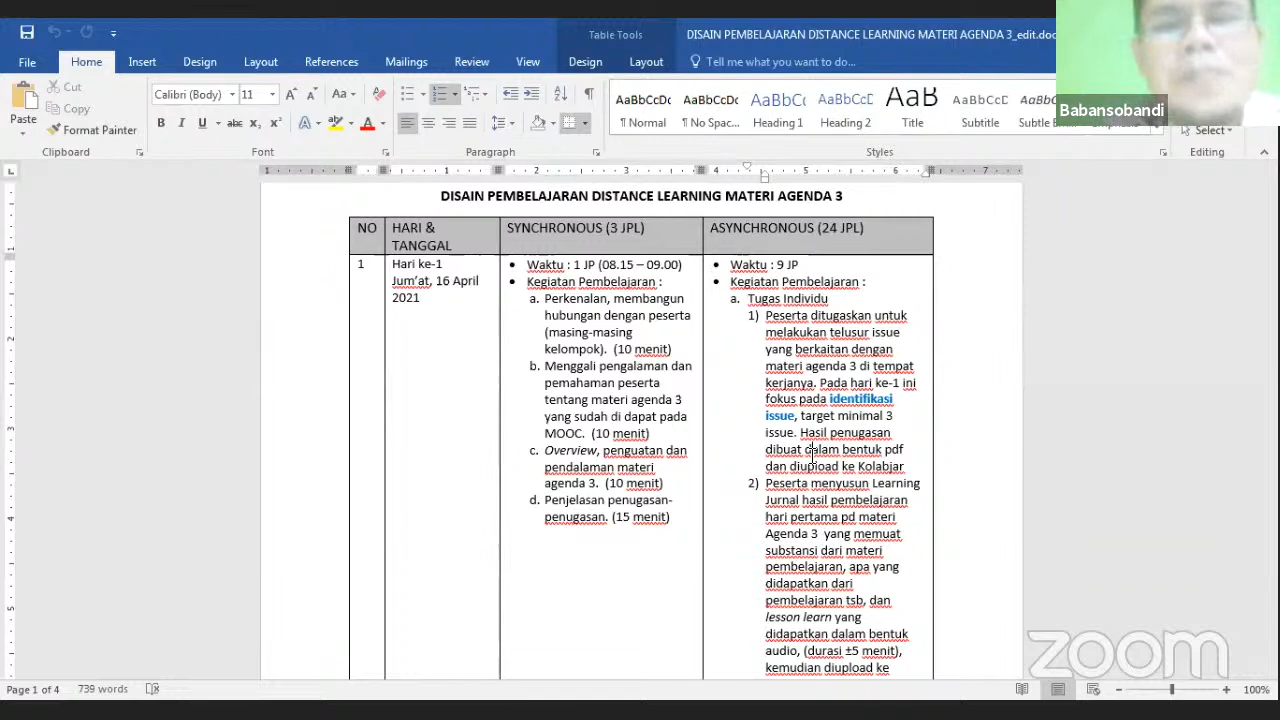 Table Tools
DISAIN PEMBELAJARAN DISTANCE LEARNING MATERI AGENDA 3_edit.doc
File Home Insert Design Layout References Mailings Review View Design Layout Tell me what you want to do...
Cut
Copy
Format Painter
Paste
Calibri (Body) 11
AaBbCcDc AaBbCcDc AaBbC AaBbCcD AaB AaBbCcD
¶ Normal ¶ No Spac... Heading 1 Heading 2 Title Subtitle
Babansobandi
Select
Clipboard Font Paragraph Styles Editing
DISAIN PEMBELAJARAN DISTANCE LEARNING MATERI AGENDA 3
NO HARI & TANGGAL SYNCHRONOUS (3 JPL) ASYNCHRONOUS (24 JPL)
1
Hari ke-1
Jum'at, 16 April
2021
• Waktu : 1 JP (08.15 – 09.00)
• Kegiatan Pembelajaran :
a. Perkenalan, membangun
hubungan dengan peserta
(masing-masing
kelompok). (10 menit)
b. Menggali pengalaman dan
pemahaman peserta
tentang materi agenda 3
yang sudah di dapat pada
MOOC. (10 menit)
c. Overview, penguatan dan
pendalaman materi
agenda 3. (10 menit)
d. Penjelasan penugasan-
penugasan. (15 menit)
• Waktu : 9 JP
• Kegiatan Pembelajaran :
a. Tugas Individu
1) Peserta ditugaskan untuk
melakukan telusur issue
yang berkaitan dengan
materi agenda 3 di tempat
kerjanya. Pada hari ke-1 ini
fokus pada identifikasi
issue, target minimal 3
issue. Hasil penugasan
dibuat dalam bentuk pdf
dan diupload ke Kolabjar
2) Peserta menyusun Learning
Jurnal hasil pembelajaran
hari pertama pd materi
Agenda 3 yang memuat
substansi dari materi
pembelajaran, apa yang
didapatkan dari
pembelajaran tsb, dan
lesson learn yang
didapatkan dalam bentuk
audio, (durasi ±5 menit),
kemudian diupload ke
zoom
Page 1 of 4 739 words 100%